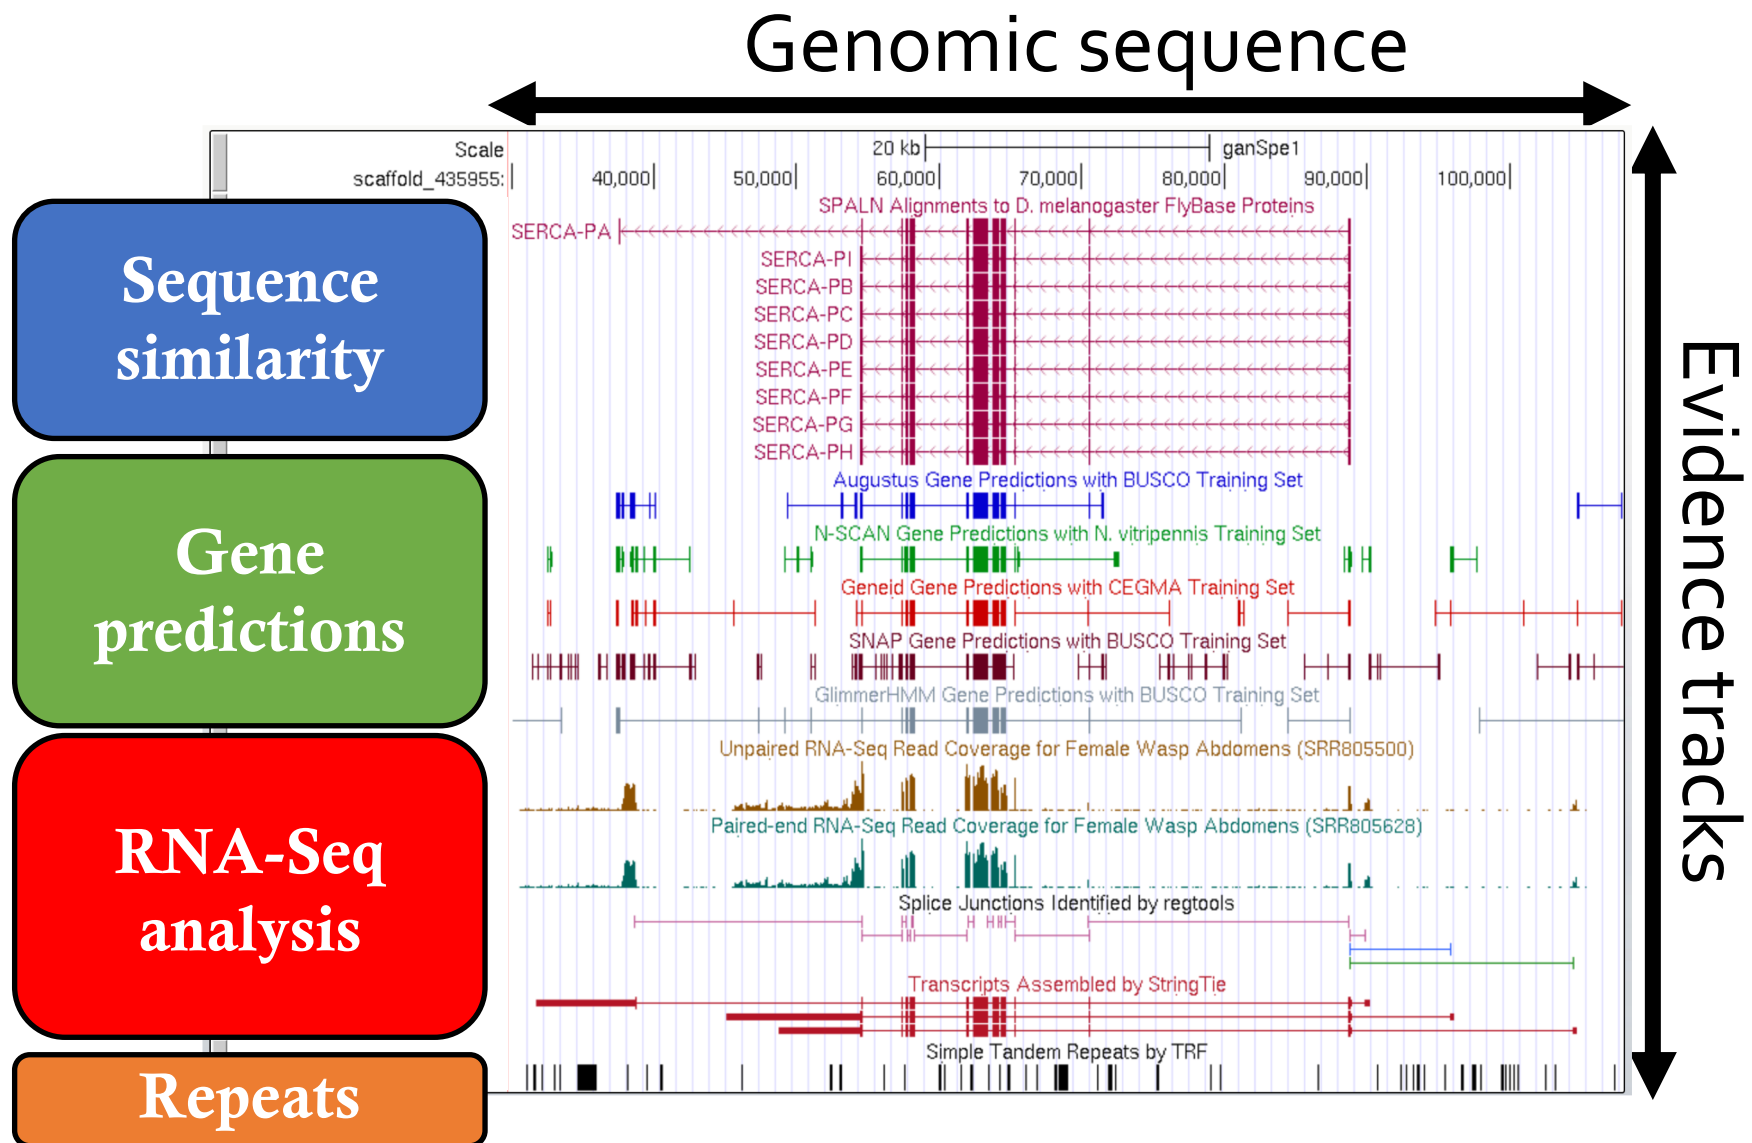 Genomic sequence
Scale
20 kb
ganSpe1
scaffold_435955:
40,000
50,000
60,000
70,000
80,000
90,000
100,000
SPALN Alignments to D. melanogaster FlyBase Proteins
SERCA-PA
SERCA-PI
SERCA-PB
SERCA-PC
SERCA-PD
SERCA-PE
SERCA-PF
SERCA-PG
SERCA-PH
Sequence
similarity
Augustus Gene Predictions with BUSCO Training Set
N-SCAN Gene Predictions with N. vitripennis Training Set
Geneid Gene Predictions with CEGMA Training Set
SNAP Gene Predictions with BUSCO Training Set
GlimmerHMM Gene Predictions with BUSCO Training Set
Gene
predictions
Unpaired RNA-Seq Read Coverage for Female Wasp Abdomens (SRR805500)
Paired-end RNA-Seq Read Coverage for Female Wasp Abdomens (SRR805628)
Splice Junctions Identified by regtools
Transcripts Assembled by StringTie
RNA-Seq
analysis
Simple Tandem Repeats by TRF
Repeats
Evidence tracks